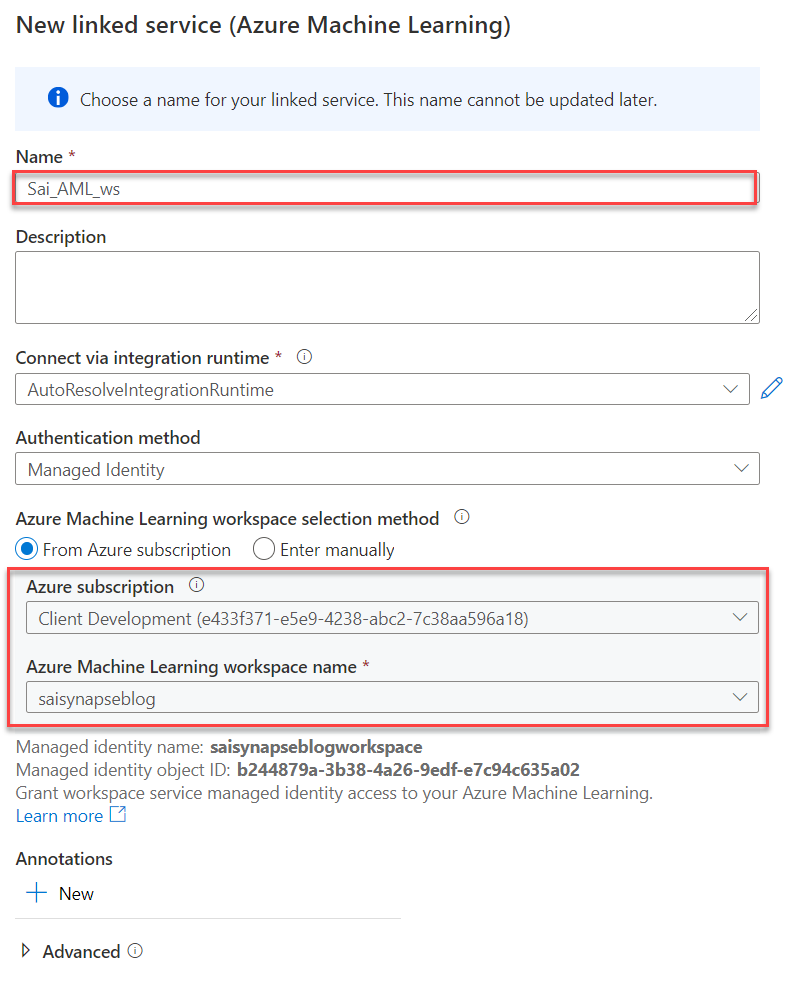 New linked service (Azure Machine Learning)
Choose a name for your linked service. This name cannot be updated later.
Name *
Sai_AML_ws
Description
Connect via integration runtime *
AutoResolveIntegrationRuntime
Authentication method
Managed Identity
Azure Machine Learning workspace selection method
From Azure subscription Enter manually
Azure subscription
Client Development (e433f371-e5e9-4238-abc2-7c38aa596a18)
Azure Machine Learning workspace name *
saisynapseblog
Managed identity name: saisynapseblogworkspace
Managed identity object ID: b244879a-3b38-4a26-9edf-e7c94c635a02
Grant workspace service managed identity access to your Azure Machine Learning.
Learn more
Annotations
New
Advanced